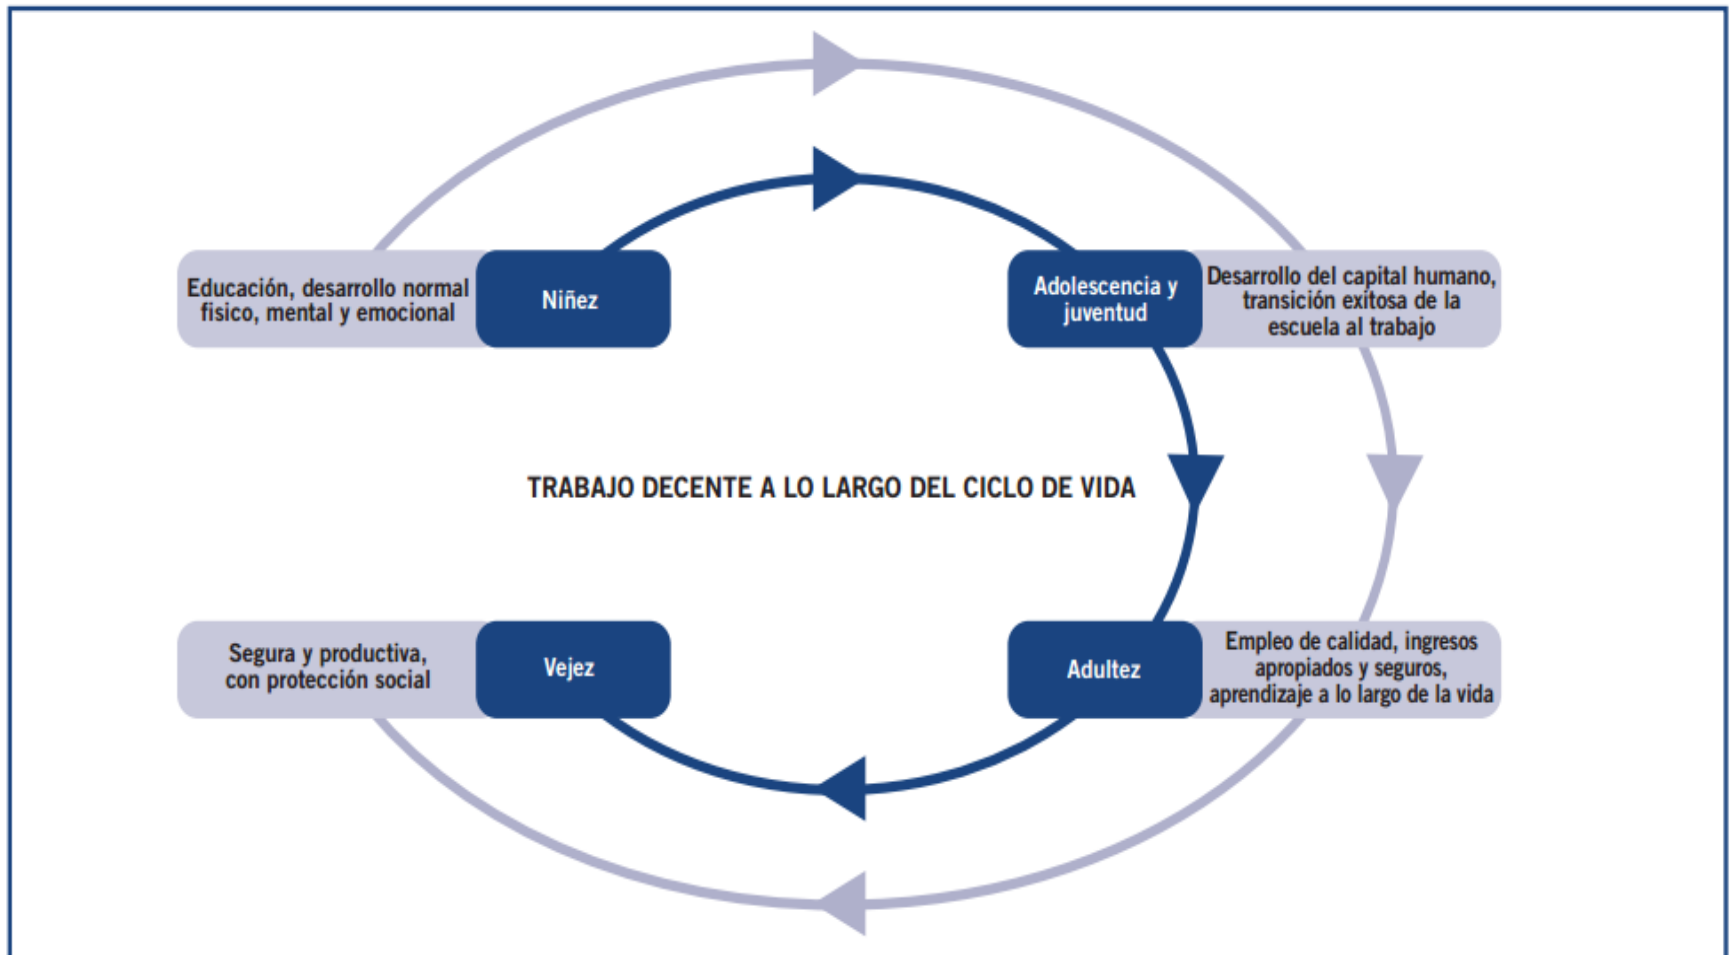 Educación, desarrollo normal
fisico, mental y emocional
Niñez
Adolescencia y
juventud
Desarrollo del capital humano,
transición exitosa de la
escuela al trabajo
TRABAJO DECENTE A LO LARGO DEL CICLO DE VIDA
Segura y productiva,
con protección social
Vejez
Adultez
Empleo de calidad, ingresos
apropiados y seguros,
aprendizaje a lo largo de la vida